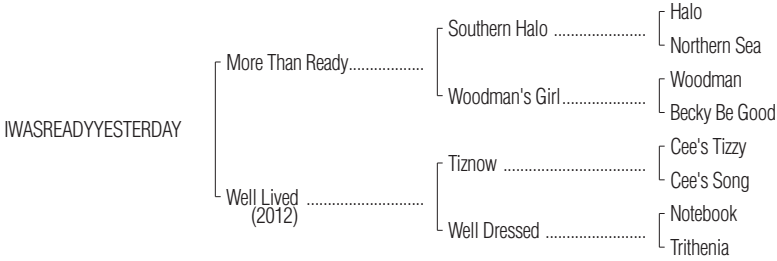 Halo
Southern Halo ......................
Northern Sea
More Than Ready..................
Woodman
Woodman's Girl....................
Becky Be Good
IWASREADYYESTERDAY
Cee's Tizzy
Tiznow ..................................
Cee's Song
Well Lived ............................
(2012)
Notebook
Well Dressed ........................
Trithenia